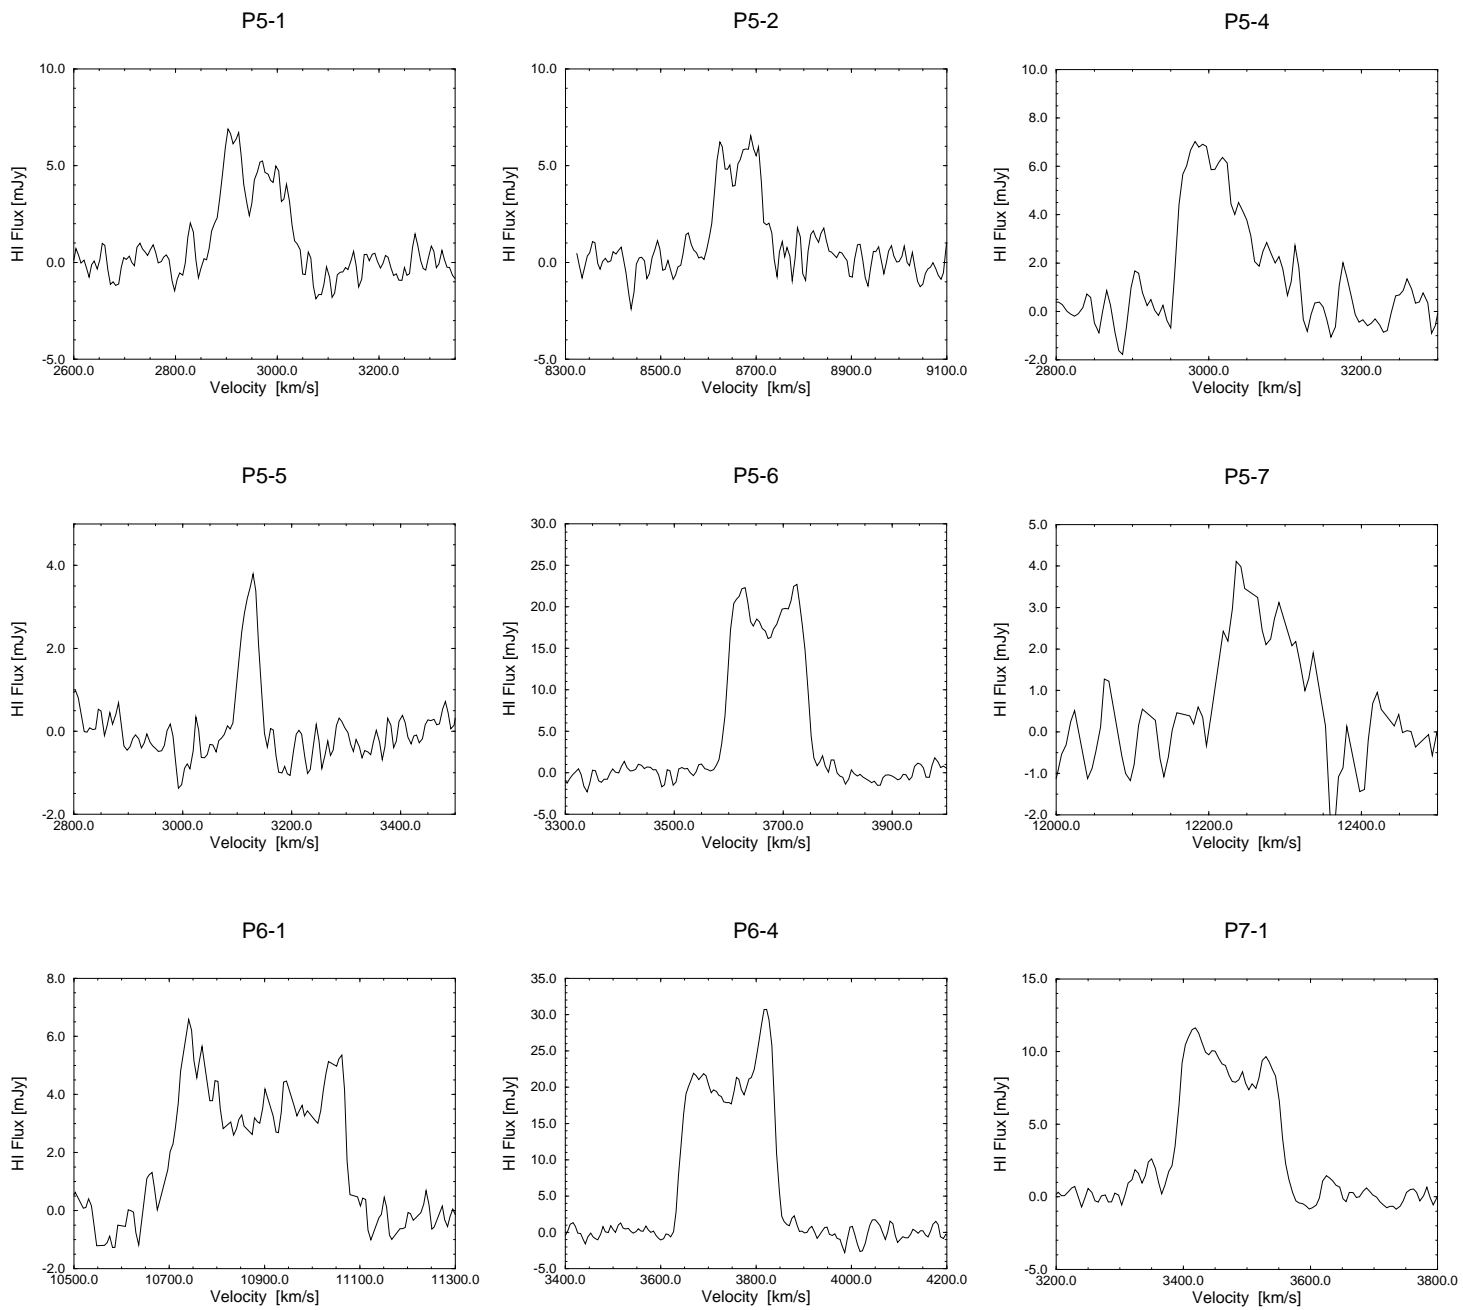 P5-1 P5-2 P5-4
10.0 10.0 10.0
8.0
5.0 5.0 6.0
HI Flux [mJy] HI Flux [mJy] HI Flux [mJy]
4.0
0.0 0.0 2.0
0.0
-5.0 -5.0 -2.0
2600.0 2800.0 3000.0 3200.0 8300.0 8500.0 8700.0 8900.0 9100.0 2800.0 3000.0 3200.0
Velocity [km/s] Velocity [km/s] Velocity [km/s]
P5-5 P5-6 P5-7
30.0 5.0
4.0 25.0 4.0
20.0 3.0
2.0 15.0 2.0
HI Flux [mJy] HI Flux [mJy] HI Flux [mJy]
10.0 1.0
0.0 5.0 0.0
0.0 -1.0
-2.0 -5.0 -2.0
2800.0 3000.0 3200.0 3400.0 3300.0 3500.0 3700.0 3900.0 12000.0 12200.0 12400.0
Velocity [km/s] Velocity [km/s] Velocity [km/s]
P6-1 P6-4 P7-1
8.0 35.0 15.0
30.0
6.0 25.0 10.0
4.0 20.0
HI Flux [mJy] HI Flux [mJy] HI Flux [mJy]
15.0 5.0
2.0 10.0
0.0 5.0 0.0
0.0
-2.0 -5.0 -5.0
10500.0 10700.0 10900.0 11100.0 11300.0 3400.0 3600.0 3800.0 4000.0 4200.0 3200.0 3400.0 3600.0 3800.0
Velocity [km/s] Velocity [km/s] Velocity [km/s]